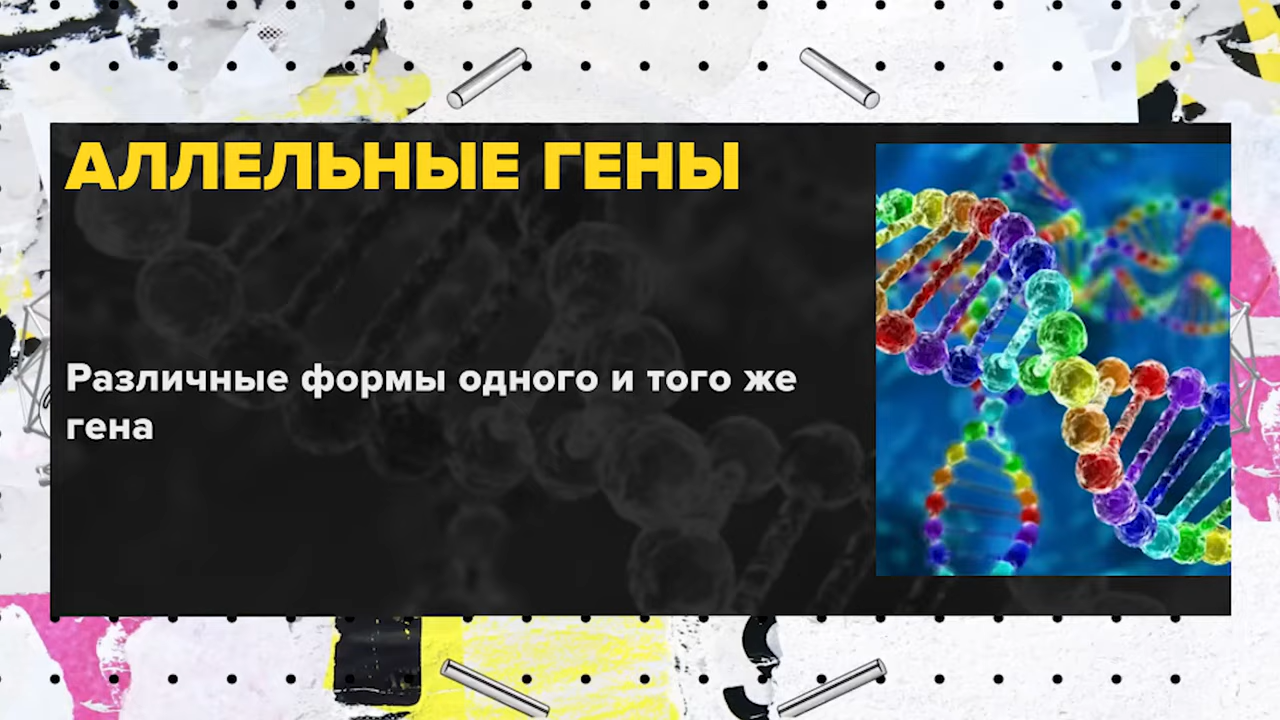 АЛЛЕЛЬНЫЕ ГЕНЫ
Различные формы одного и того же
гена